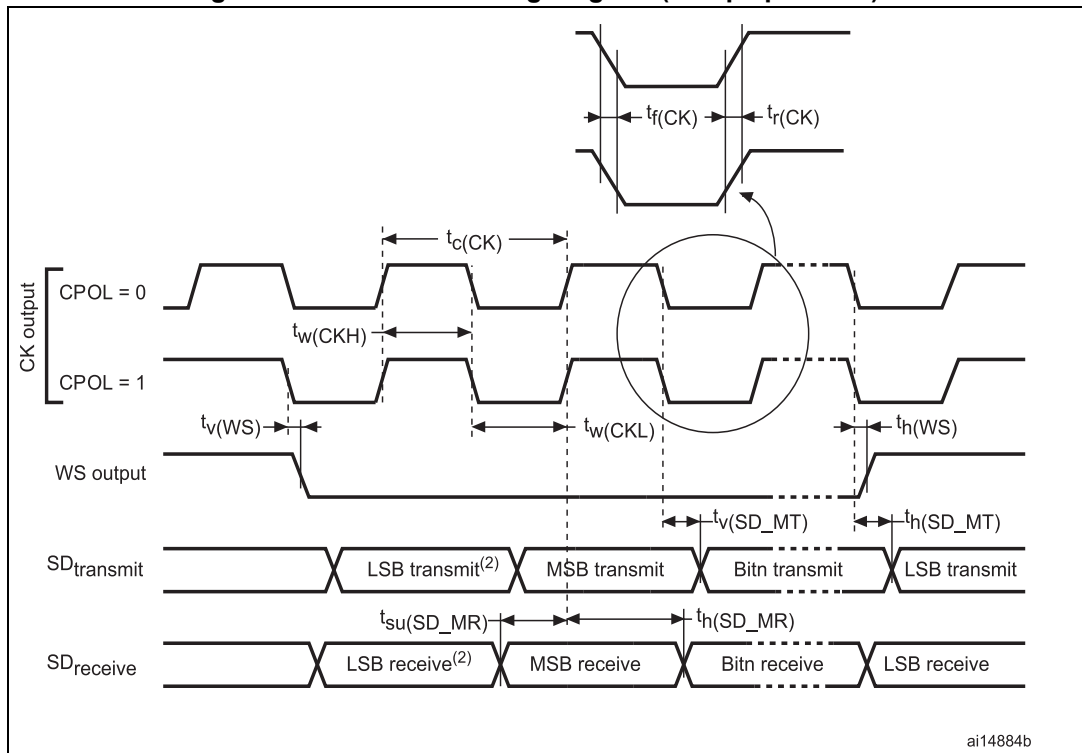 tf(CK)
tr(CK)
tc(CK)
CK output
CPOL = 0
tw(CKH)
CPOL = 1
tv(WS)
tw(CKL)
th(WS)
WS output
tv(SD_MT)
th(SD_MT)
SDtransmit
LSB transmit(2)
MSB transmit
Bitn transmit
LSB transmit
tsu(SD_MR)
th(SD_MR)
SDreceive
LSB receive(2)
MSB receive
Bitn receive
LSB receive
ai14884b